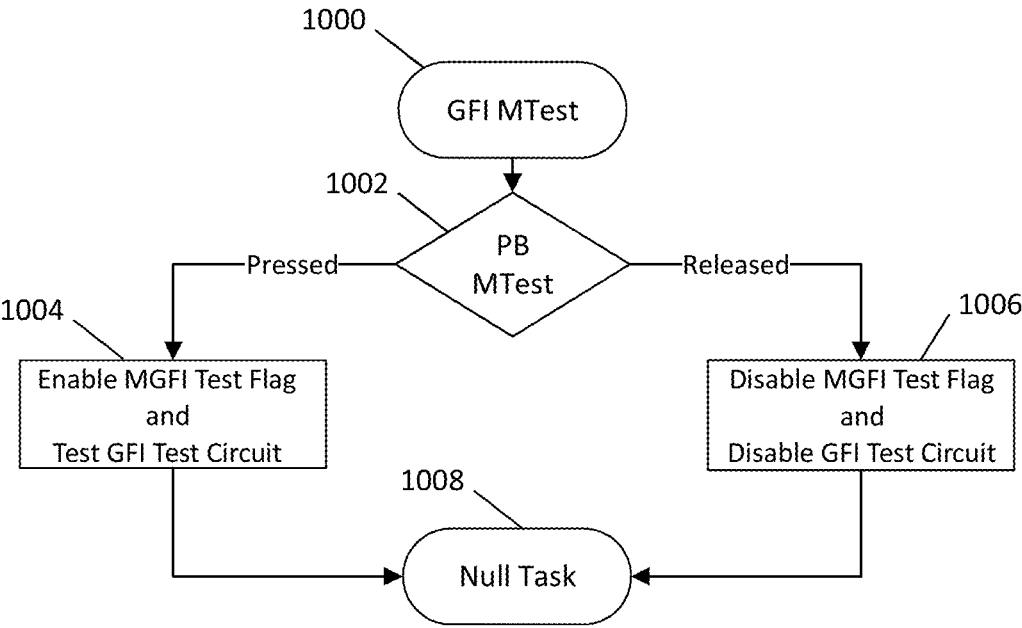 1000
GFI MTest
1002
PB
MTest
Pressed
Released
1004
1006
Enable MGFI Test Flag
and
Test GFI Test Circuit
Disable MGFI Test Flag
and
Disable GFI Test Circuit
1008
Null Task